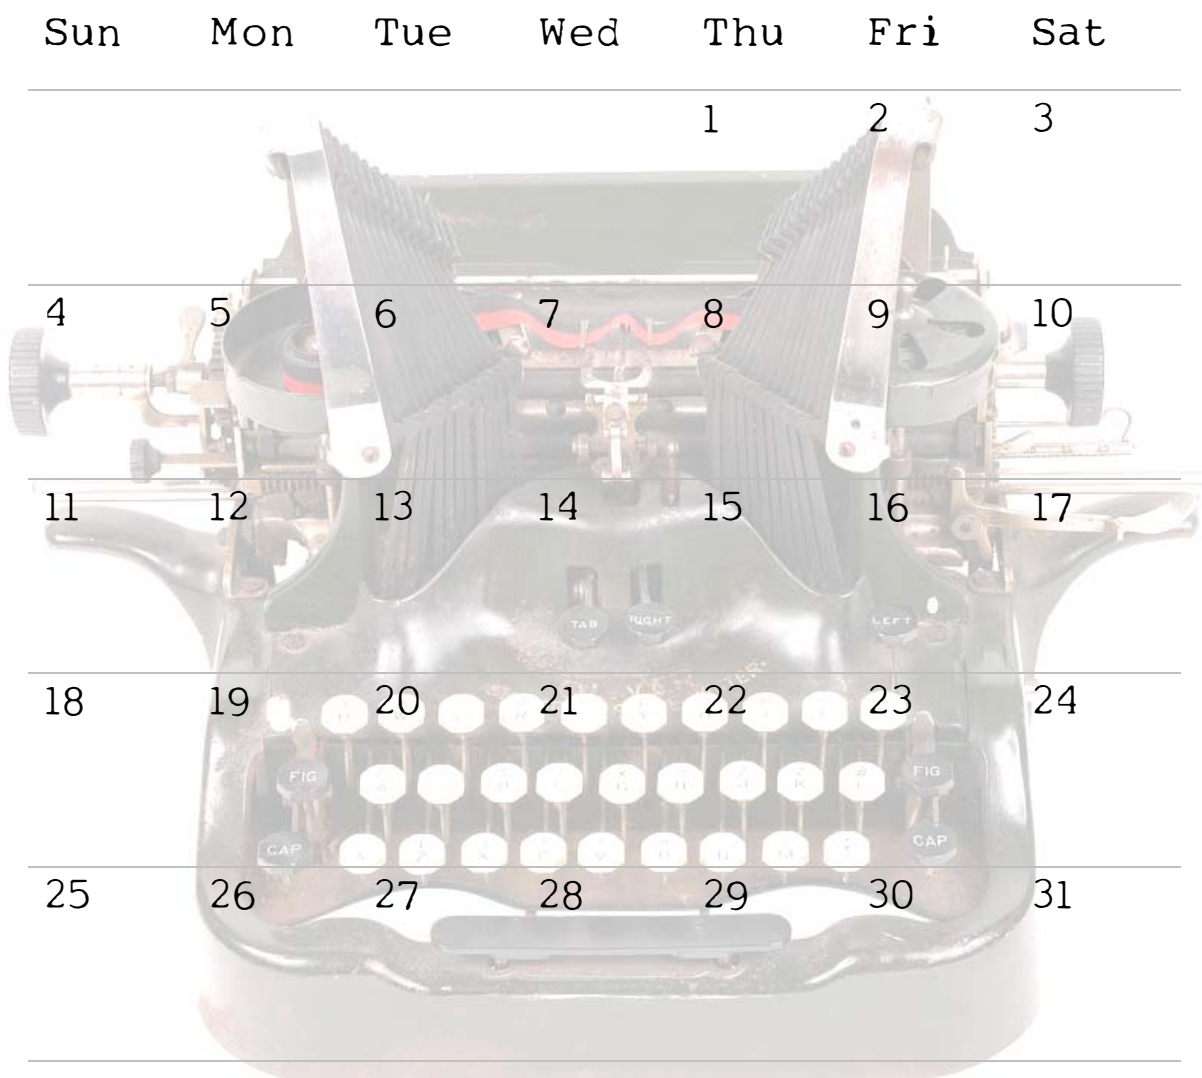 Sun Mon Tue Wed Thu Fri Sat
1 2 3
4 5 6 7 8 9 10
11 12 13 14 15 16 17
TAB RIGHT LEFT
18 19 20 21 22 23 24
FIG FIG
CAP CAP
25 26 27 28 29 30 31